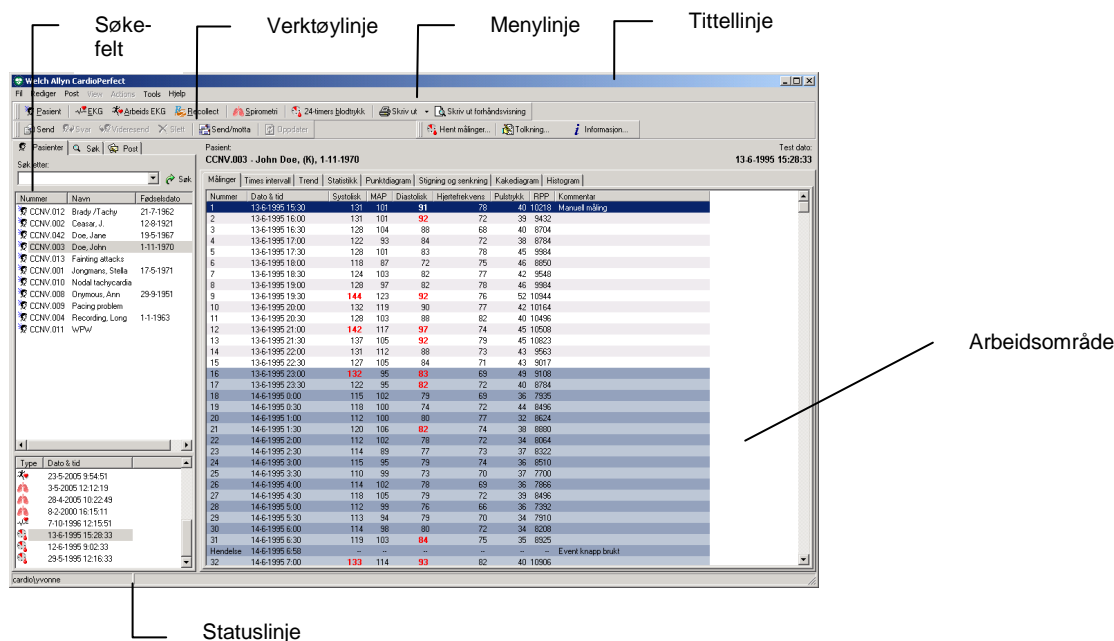 Søke-
felt
Verktøylinje
Menylinje
Tittellinje
Welch Allyn CardioPerfect
Fil Rediger Post View Actions Tools Hjelp
Pasient EKG Arbeids EKG Recollect Spirometri 24-timers blodtrykk Skriv ut Skriv ut forhåndsvisning
Send Svar Videresend Slett Send/motta Oppdater Hent målinger... Tolkning... Informasjon...
Pasienter Søk Post
Søk etter:
Søk
Nummer Navn Fødselsdato
CCNV.012 Brady /Tachy 21-7-1962
CCNV.002 Ceasar, J. 12-8-1921
CCNV.042 Doe, Jane 19-5-1967
CCNV.003 Doe, John 1-11-1970
CCNV.013 Fainting attacks
CCNV.001 Jongmans, Stella 17-5-1971
CCNV.010 Nodal tachycardia
CCNV.008 Onymous, Ann 29-9-1951
CCNV.009 Pacing problem
CCNV.004 Recording, Long 1-1-1963
CCNV.011 WPW
Type Dato & tid
23-5-2005 9:54:51
3-5-2005 12:12:19
28-4-2005 10:22:49
8-2-2000 16:15:11
7-10-1996 12:15:51
13-6-1995 15:28:33
12-6-1995 9:02:33
29-5-1995 12:16:33
Pasient: Test dato:
CCNV.003 - John Doe, (K), 1-11-1970 13-6-1995 15:28:33
Målinger Times intervall Trend Statistikk Punktdiagram Stigning og senkning Kakediagram Histogram
Nummer Dato & tid Systolisk MAP Diastolisk Hjertefrekvens Pulstrykk RPP Kommentar
1 13-6-1995 15:30 131 101 91 78 40 10218 Manuell måling
2 13-6-1995 16:00 131 101 92 72 39 9432
3 13-6-1995 16:30 128 104 88 68 40 8704
4 13-6-1995 17:00 122 93 84 72 38 8784
5 13-6-1995 17:30 128 101 83 78 45 9984
6 13-6-1995 18:00 118 87 72 75 46 8850
7 13-6-1995 18:30 124 103 82 77 42 9548
8 13-6-1995 19:00 128 97 82 78 46 9984
9 13-6-1995 19:30 144 123 92 76 52 10944
10 13-6-1995 20:00 132 119 90 77 42 10164
11 13-6-1995 20:30 128 103 88 82 40 10496
12 13-6-1995 21:00 142 117 97 74 45 10508
13 13-6-1995 21:30 137 105 92 79 45 10823
14 13-6-1995 22:00 131 112 88 73 43 9563
15 13-6-1995 22:30 127 105 84 71 43 9017
16 13-6-1995 23:00 132 95 83 69 49 9108
17 13-6-1995 23:30 122 95 82 72 40 8784
18 14-6-1995 0:00 115 102 79 69 36 7935
19 14-6-1995 0:30 118 100 74 72 44 8496
20 14-6-1995 1:00 112 100 80 77 32 8624
21 14-6-1995 1:30 120 106 82 74 38 8880
22 14-6-1995 2:00 112 102 78 72 34 8064
23 14-6-1995 2:30 114 89 77 73 37 8322
24 14-6-1995 3:00 115 95 79 74 36 8510
25 14-6-1995 3:30 110 99 73 70 37 7700
26 14-6-1995 4:00 114 102 78 69 36 7866
27 14-6-1995 4:30 118 105 79 72 39 8496
28 14-6-1995 5:00 112 99 76 66 36 7392
29 14-6-1995 5:30 113 94 79 70 34 7910
30 14-6-1995 6:00 114 98 80 72 34 8208
31 14-6-1995 6:30 119 103 84 75 35 8925
Hendelse 14-6-1995 6:58 -- -- -- -- -- -- Event knapp brukt
32 14-6-1995 7:00 133 114 93 82 40 10906
cardio\yvonne
Arbeidsområde
Statuslinje